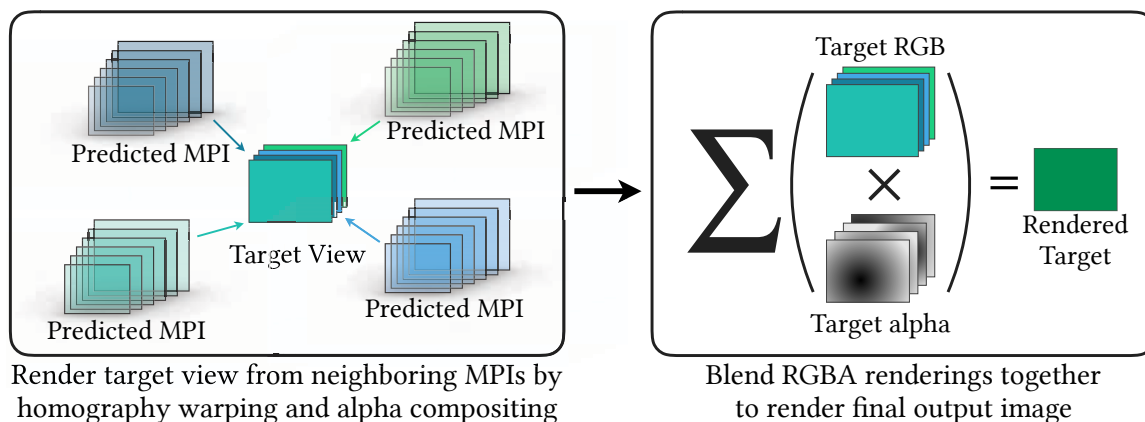 Predicted MPI
Predicted MPI
Target View
Predicted MPI
Predicted MPI
Render target view from neighboring MPIs by
homography warping and alpha compositing
Target RGB
∑ ( × ) =
Target alpha
Rendered
Target
Blend RGBA renderings together
to render final output image